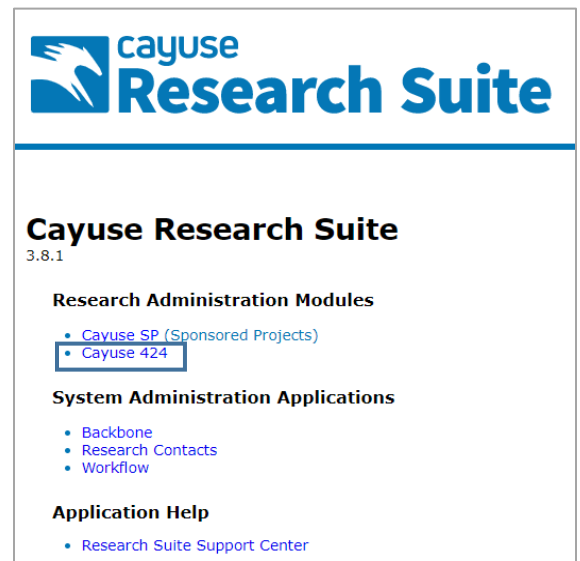 cayuse
Research Suite
Cayuse Research Suite
3.8.1
Research Administration Modules
Cayuse SP (Sponsored Projects)
Cayuse 424
System Administration Applications
Backbone
Research Contacts
Workflow
Application Help
Research Suite Support Center